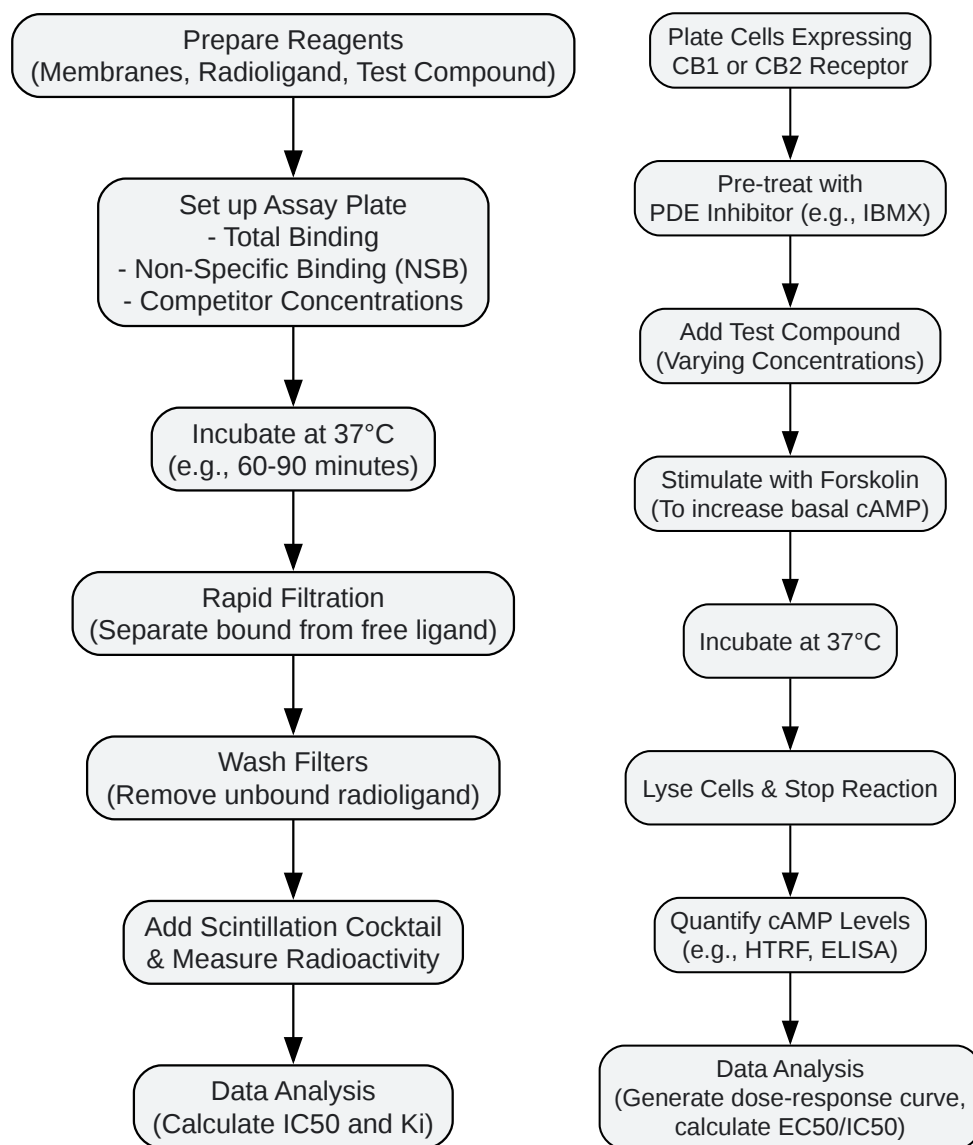 Prepare Reagents
(Membranes, Radioligand, Test Compound)
Set up Assay Plate
- Total Binding
- Non-Specific Binding (NSB)
- Competitor Concentrations
Incubate at 37°C
(e.g., 60-90 minutes)
Rapid Filtration
(Separate bound from free ligand)
Wash Filters
(Remove unbound radioligand)
Add Scintillation Cocktail
& Measure Radioactivity
Data Analysis
(Calculate IC50 and Ki)
Plate Cells Expressing
CB1 or CB2 Receptor
Pre-treat with
PDE Inhibitor (e.g., IBMX)
Add Test Compound
(Varying Concentrations)
Stimulate with Forskolin
(To increase basal cAMP)
Incubate at 37°C
Lyse Cells & Stop Reaction
Quantify cAMP Levels
(e.g., HTRF, ELISA)
Data Analysis
(Generate dose-response curve,
calculate EC50/IC50)